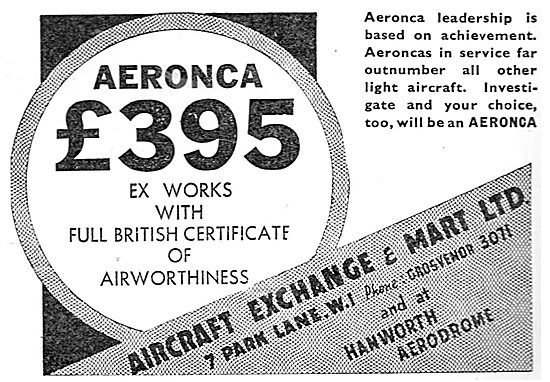 AERONCA
£395
EX WORKS
WITH
FULL BRITISH CERTIFICATE
OF
AIRWORTHINESS
Aeronca leadership is
based on achievement.
Aeroncas in service far
outnumber all other
light aircraft. Investi-
gate and your choice,
too, will be an AERONCA
AIRCRAFT EXCHANGE & MART LTD.
7 PARK LANE, W.1 Phone: GROSVENOR 3071
and at
HANWORTH
AERODROME